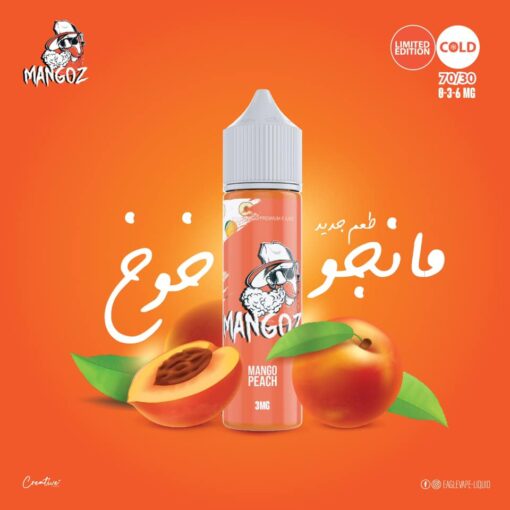 MANGOZ
LIMITED EDITION
COLD
70/30
0-3-6 MG
طعم جديد
مانجو خوخ
MANGOZ
MANGO
PEACH
3MG
Creative
EAGLEVAPE-LIQUID